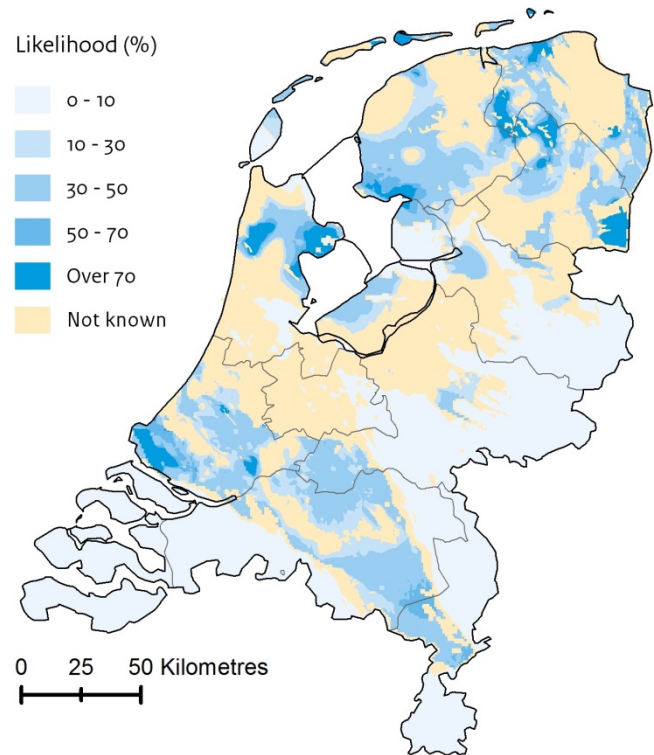 Likelihood (%)
0 - 10
10 - 30
30 - 50
50 - 70
Over 70
Not known
0 25 50 Kilometres